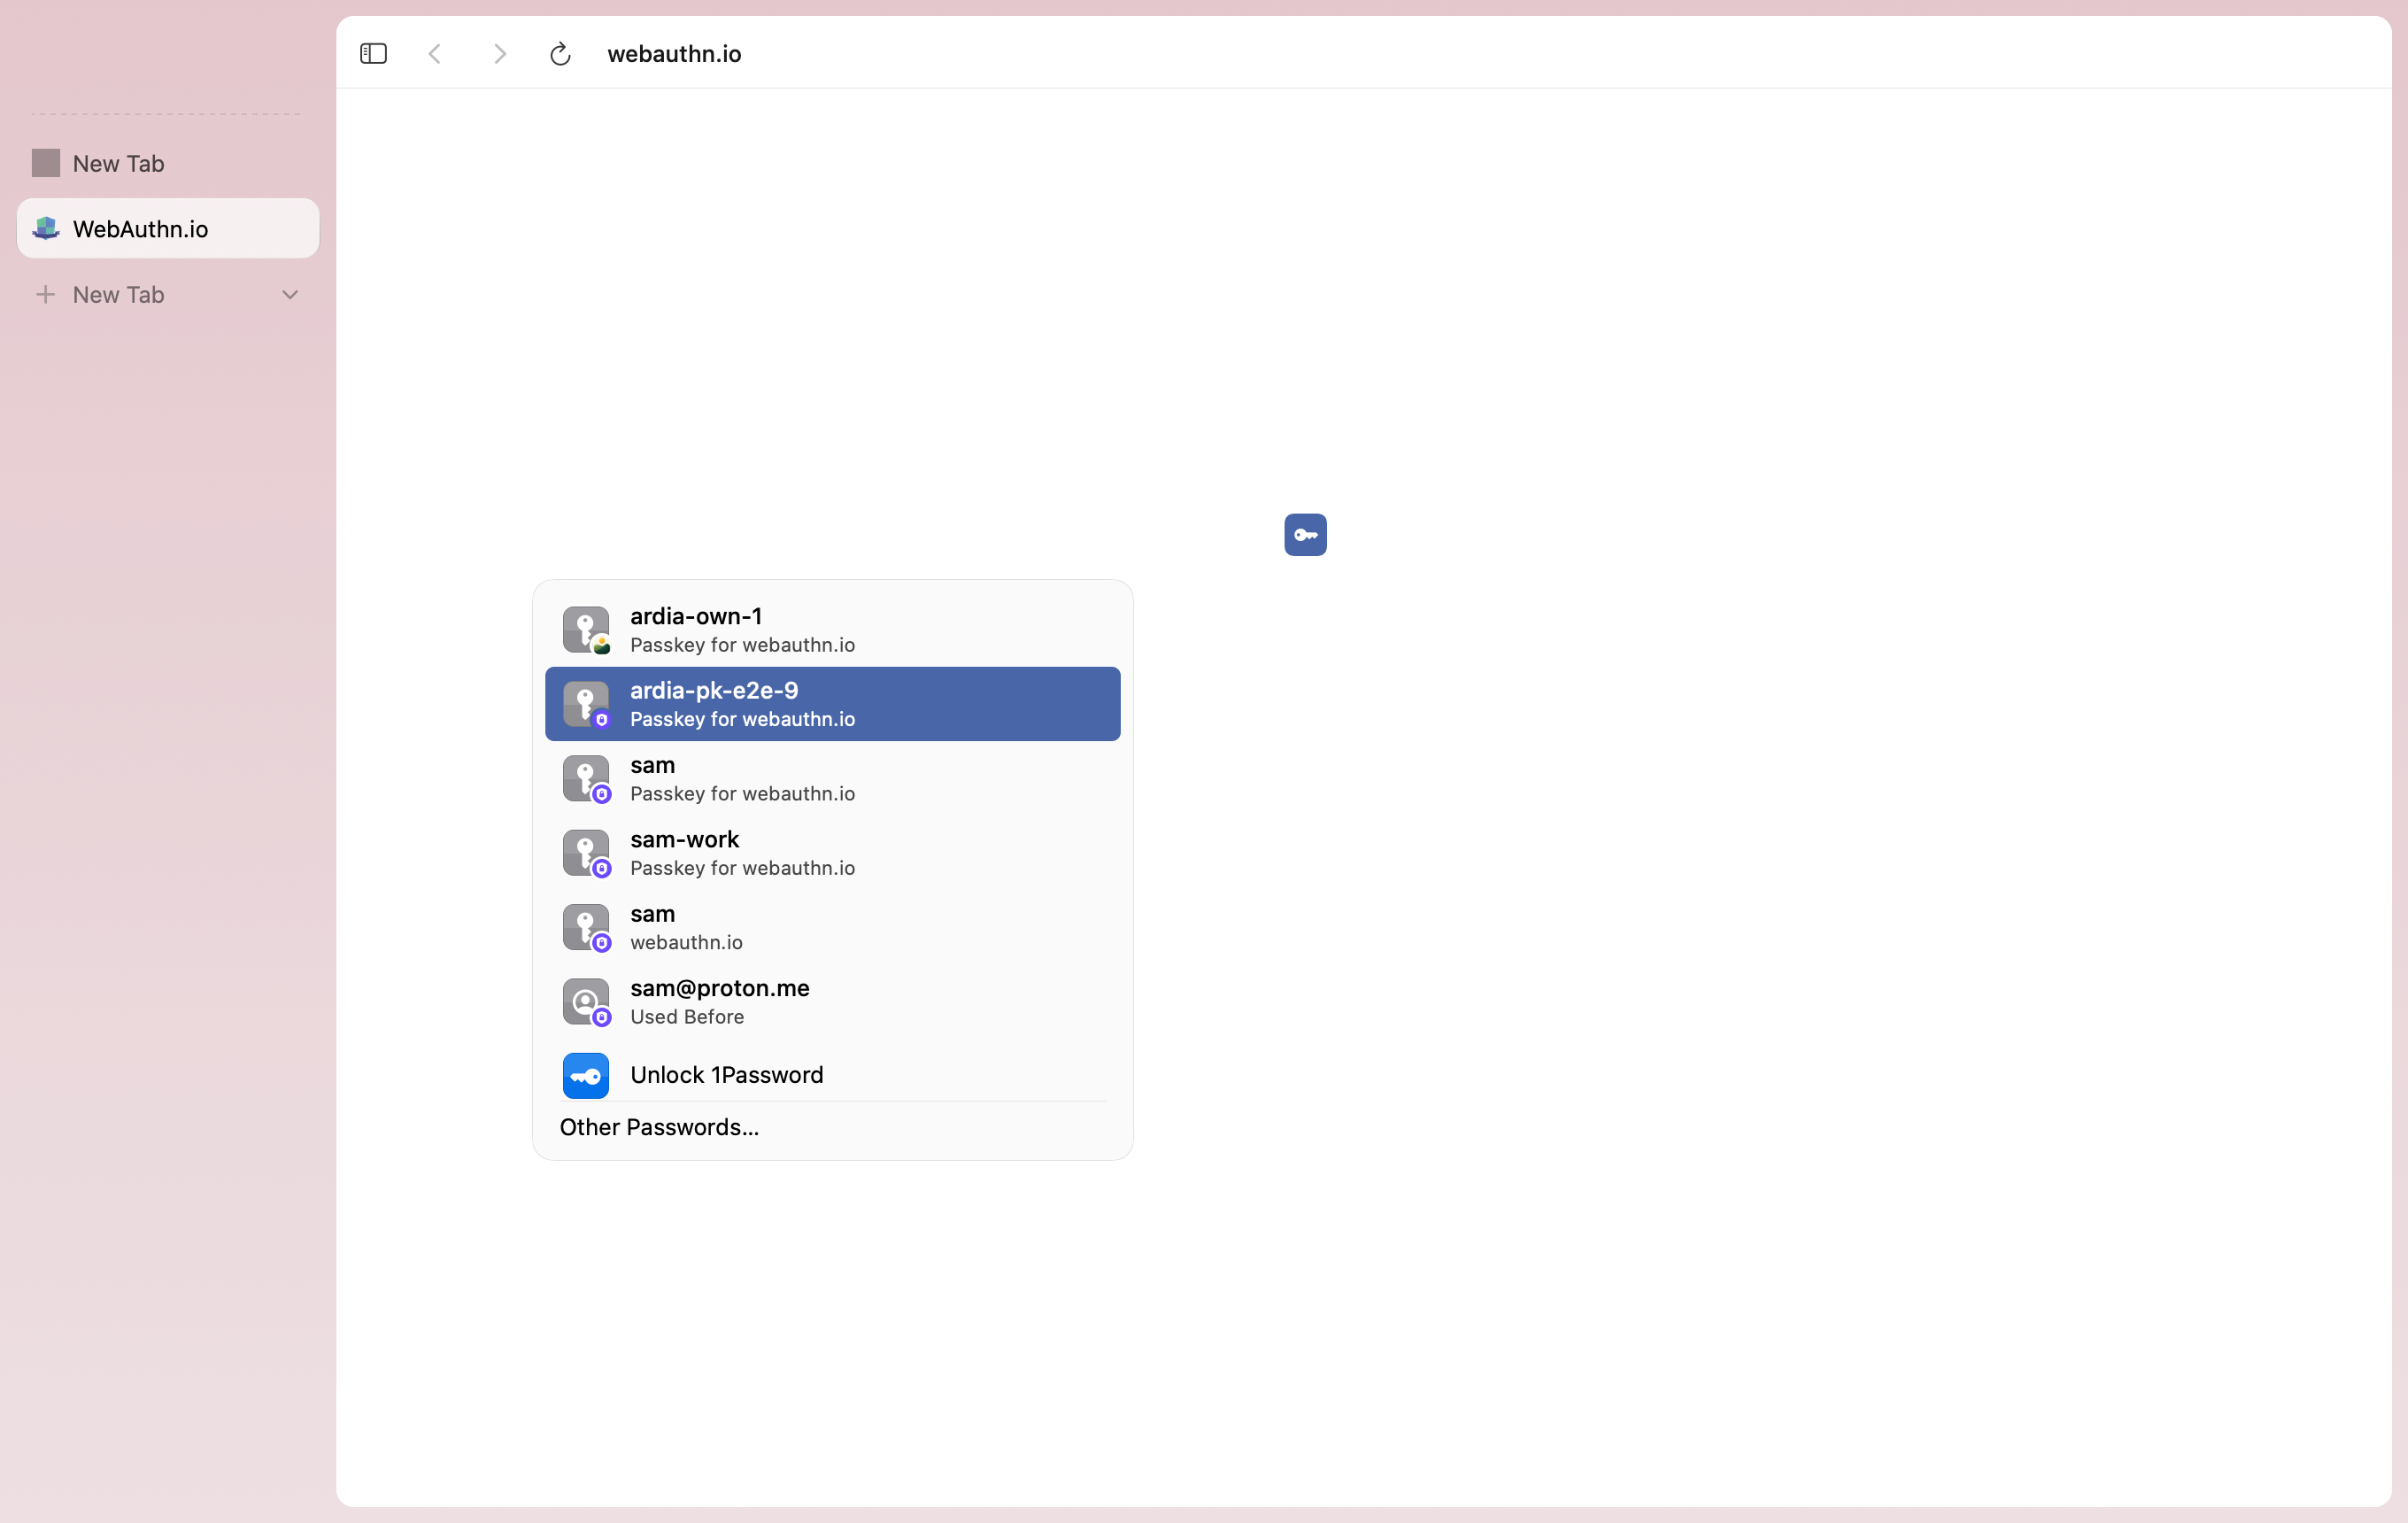 webauthn.io
New Tab
WebAuthn.io
New Tab
ardia-own-1
Passkey for webauthn.io
ardia-pk-e2e-9
Passkey for webauthn.io
sam
Passkey for webauthn.io
sam-work
Passkey for webauthn.io
sam
webauthn.io
sam@proton.me
Used Before
Unlock 1Password
Other Passwords...